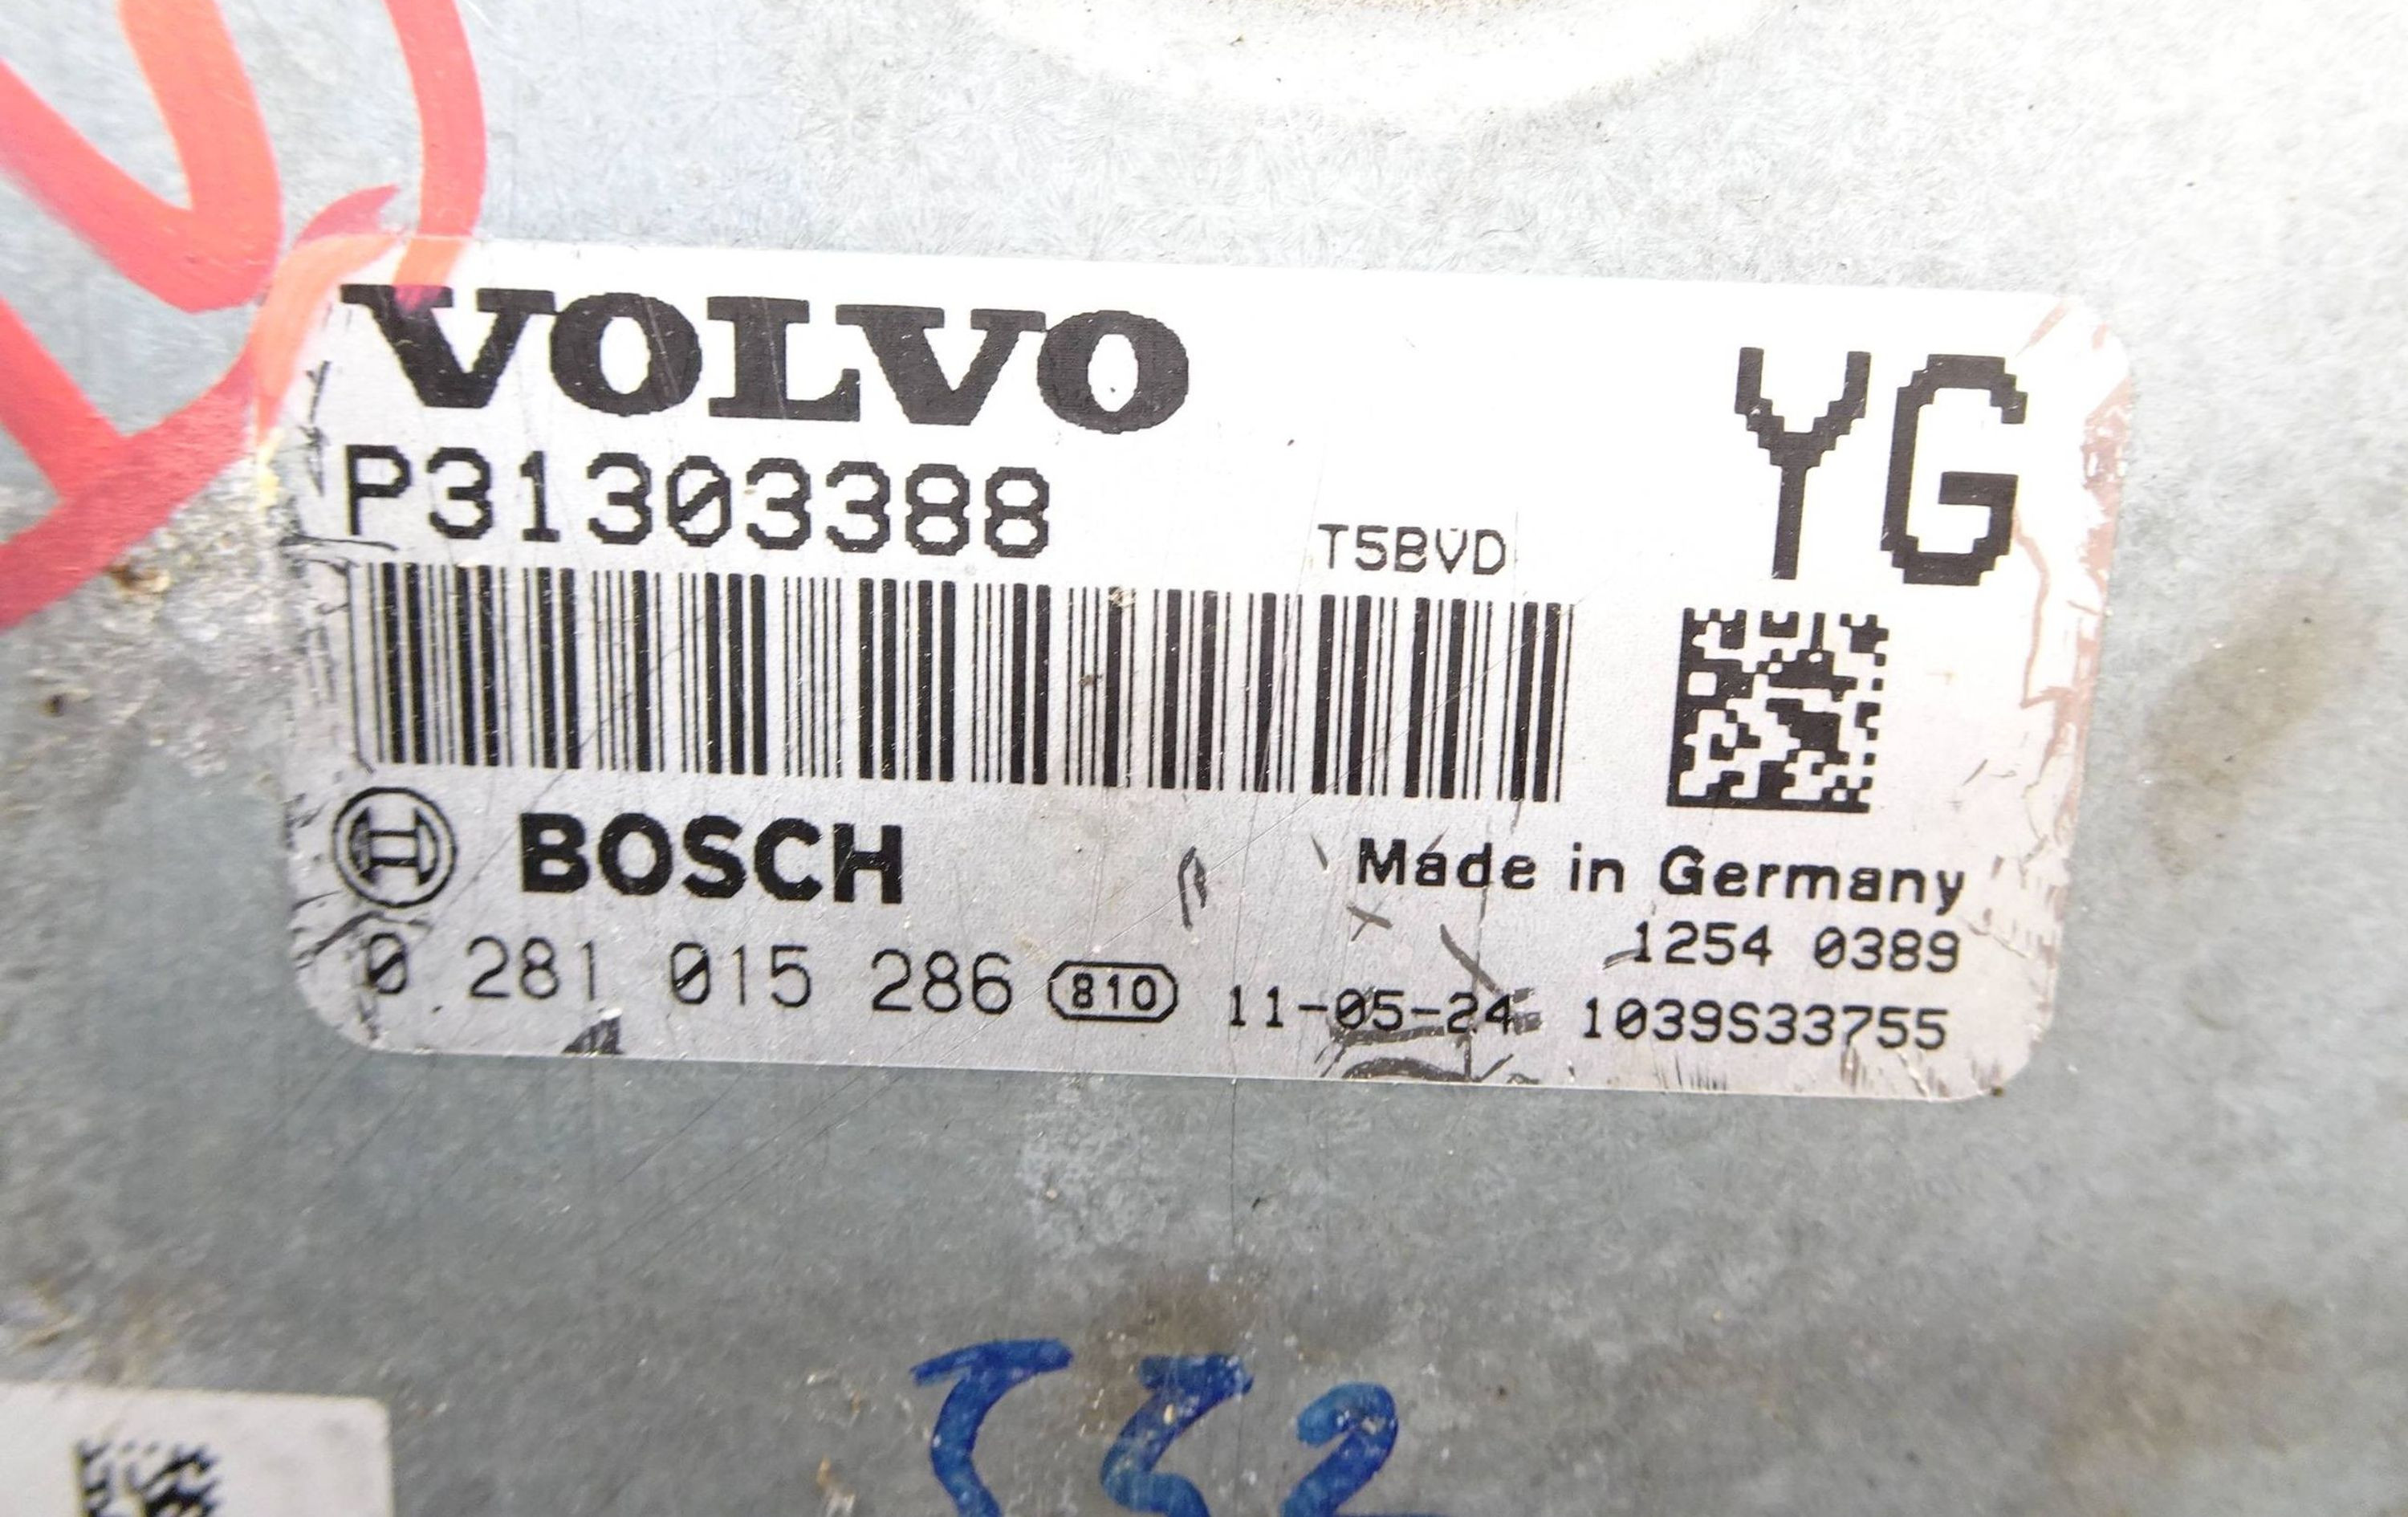 VOLVO
YG
P31303388
T5BVD
BOSCH
Made in Germany
1254 0389
0 281 015 286 810 11-05-24 1039S33755